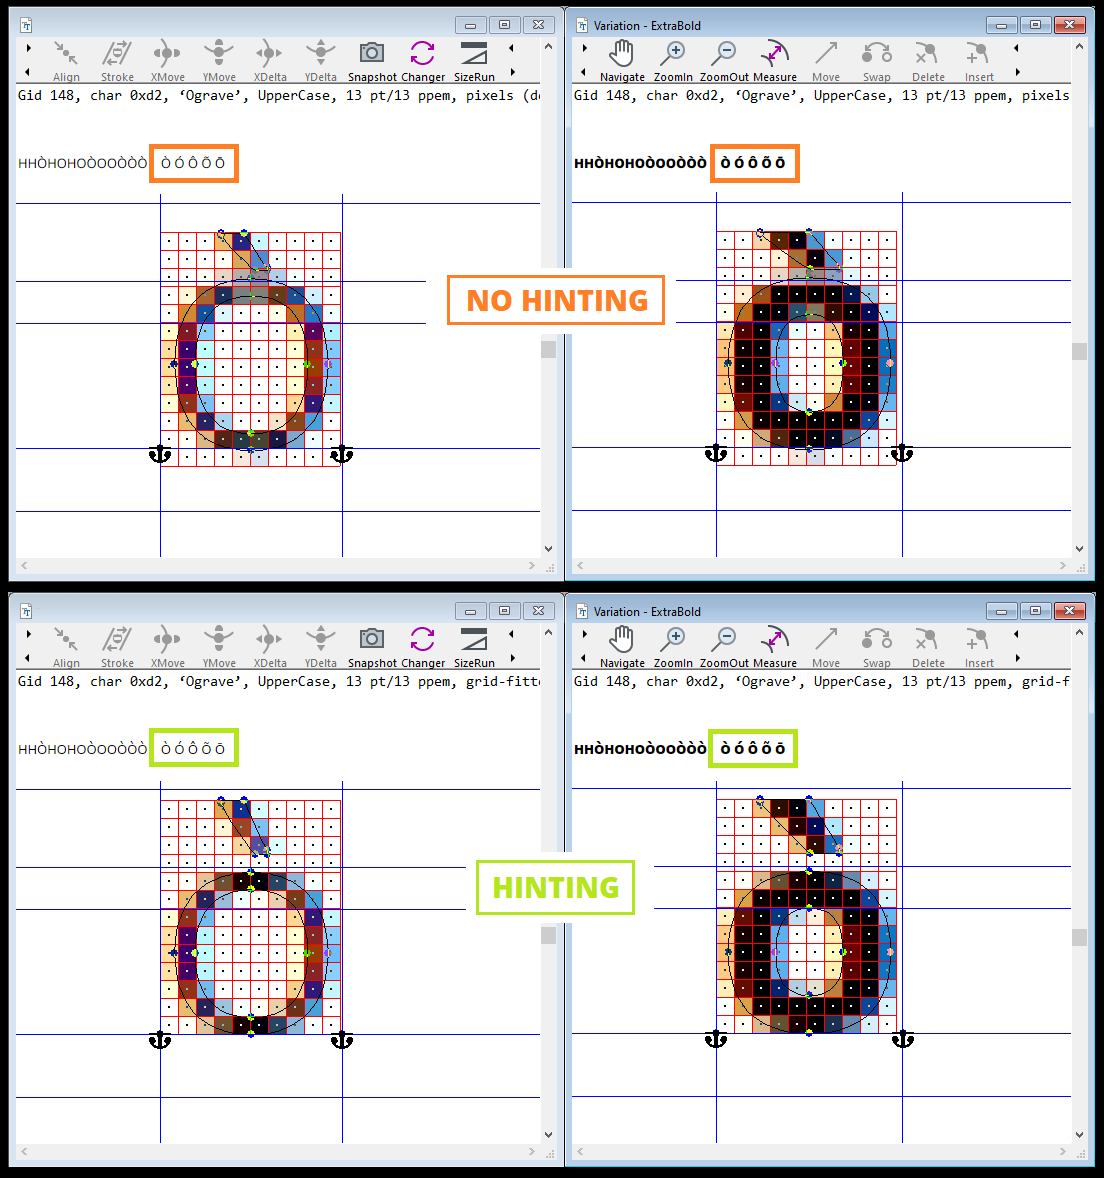 Variation - ExtraBold
Align Stroke XMove YMove XDelta YDelta Snapshot Changer SizeRun
Navigate ZoomIn ZoomOut Measure Move Swap Delete Insert
Gid 148, char 0xd2, ‘Ograve’, UpperCase, 13 pt/13 ppem, pixels (d
Gid 148, char 0xd2, ‘Ograve’, UpperCase, 13 pt/13 ppem, pixels
HHÒHOHOÒOOÒÒÒ Ò Ó Ô Õ Ō
HHÒHOHOÒOOÒÒÒ Ò Ó Ô Õ Ō
NO HINTING
Variation - ExtraBold
Align Stroke XMove YMove XDelta YDelta Snapshot Changer SizeRun
Navigate ZoomIn ZoomOut Measure Move Swap Delete Insert
Gid 148, char 0xd2, ‘Ograve’, UpperCase, 13 pt/13 ppem, grid-fitt
Gid 148, char 0xd2, ‘Ograve’, UpperCase, 13 pt/13 ppem, grid-f
HHÒHOHOÒOOÒÒÒ Ò Ó Ô Õ Ō
HHÒHOHOÒOOÒÒÒ Ò Ó Ô Õ Ō
HINTING